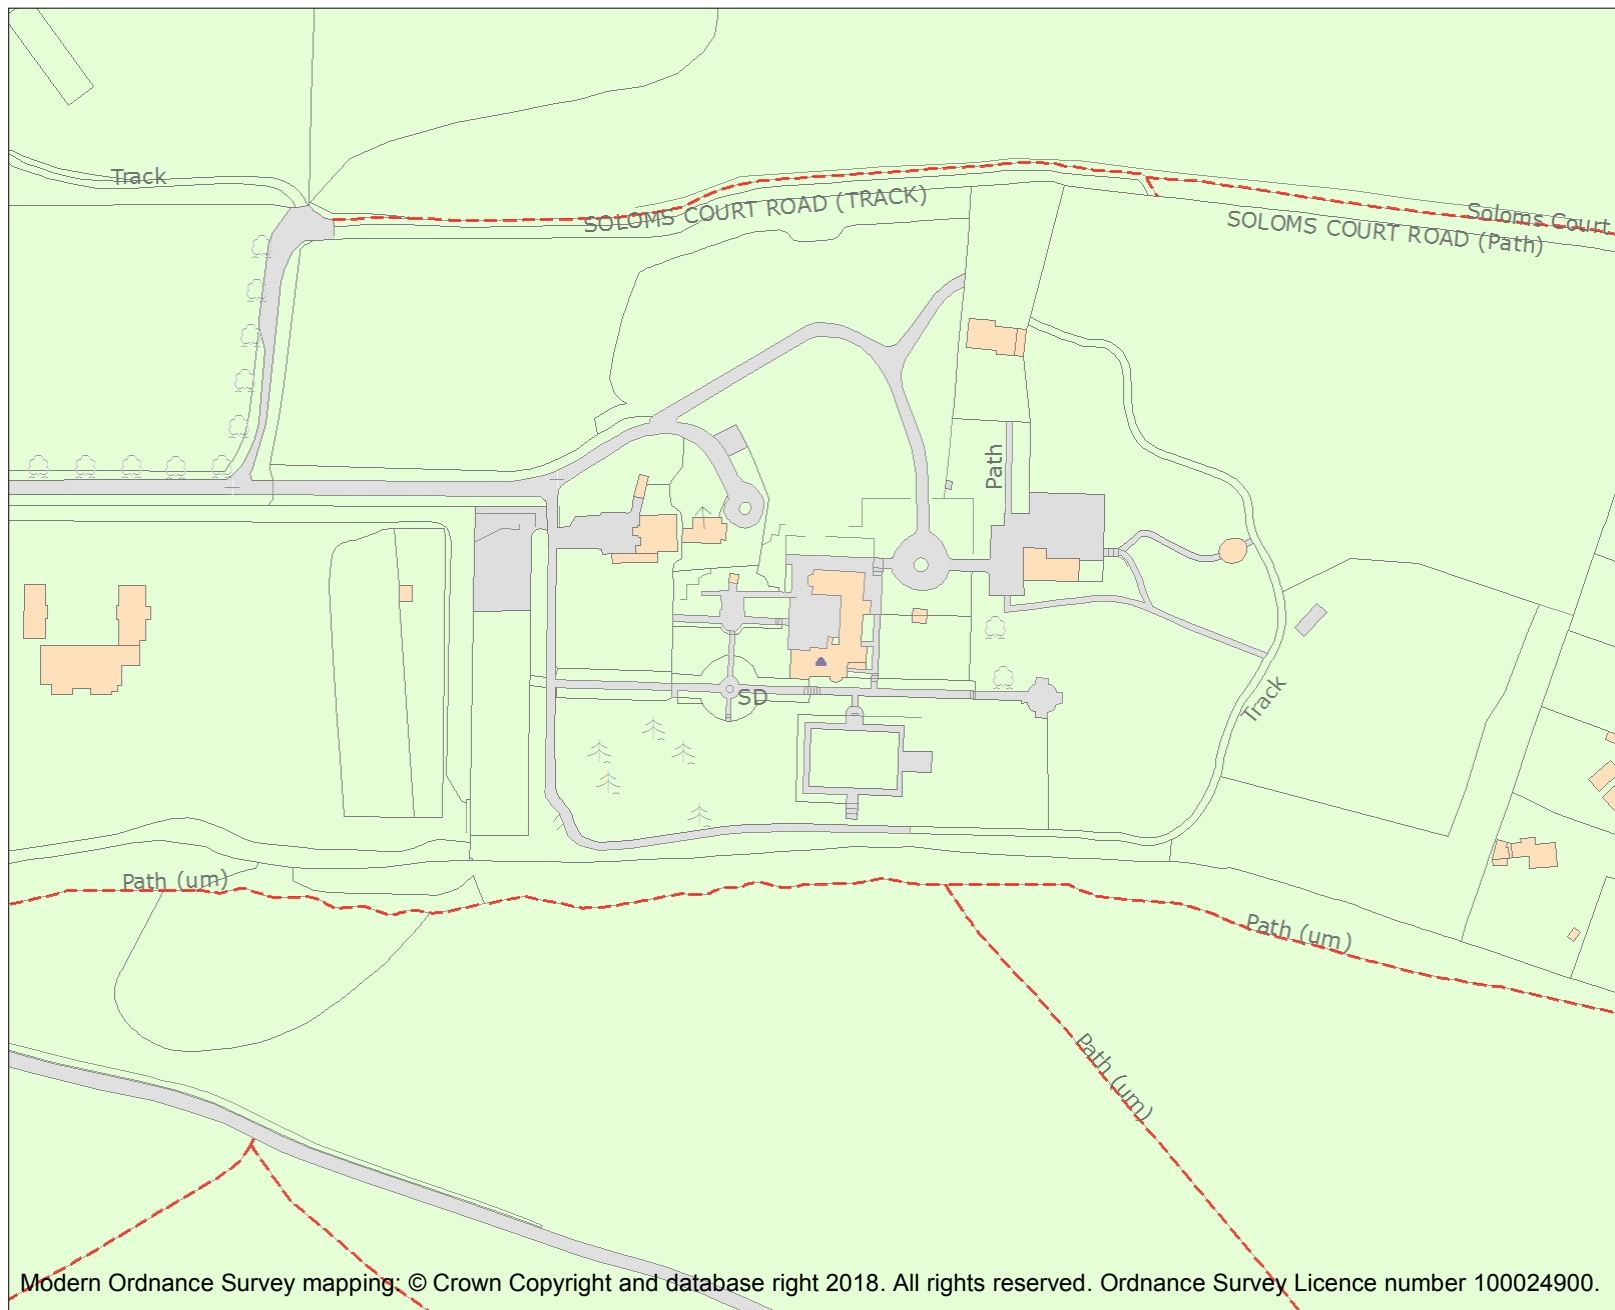 Track
SOLOMS COURT ROAD (TRACK)
Soloms Court
SOLOMS COURT ROAD (Path)
Path
SD
Track
Path (um)
Path (um)
Path (um)
Modern Ordnance Survey mapping: © Crown Copyright and database right 2018. All rights reserved. Ordnance Survey Licence number 100024900.